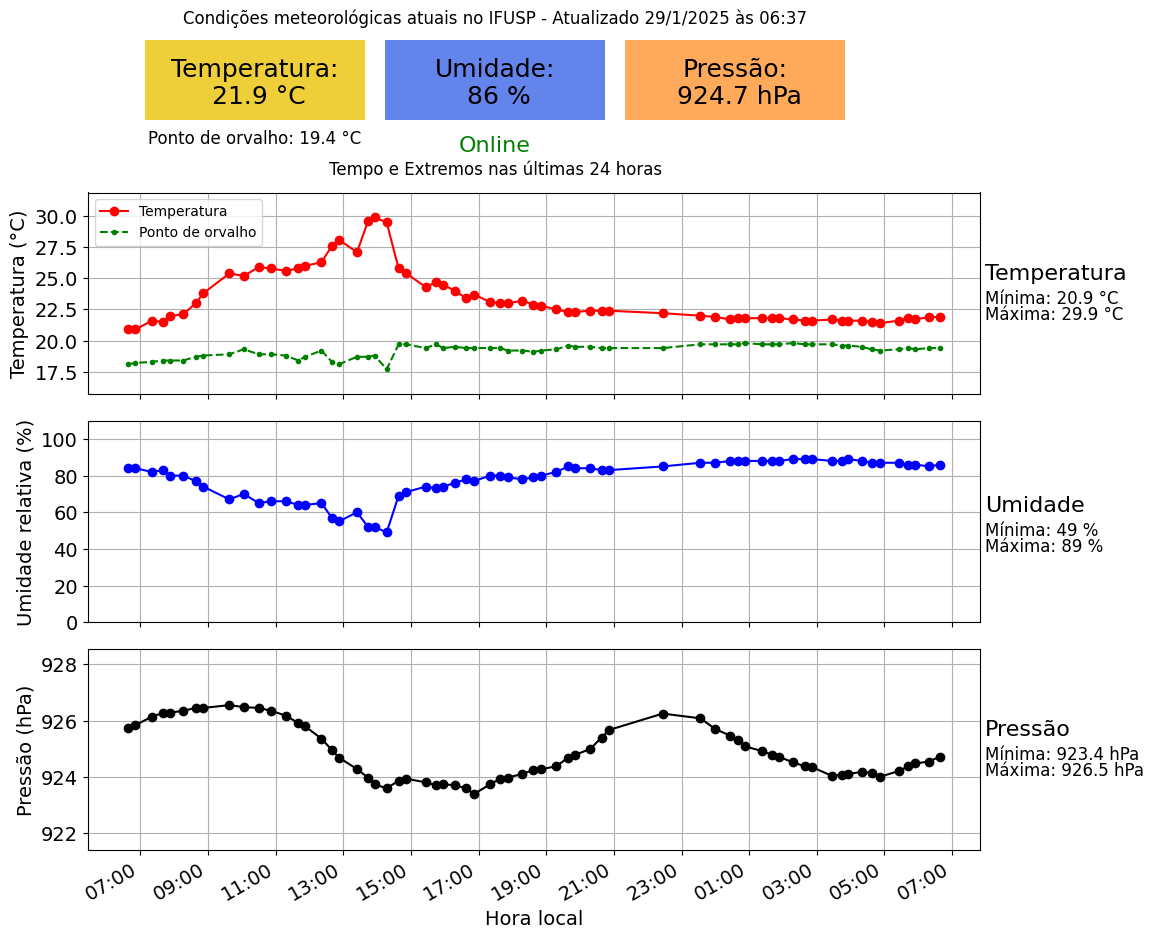 Condições meteorológicas atuais no IFUSP - Atualizado 29/1/2025 às 06:37
Temperatura:
21.9 °C
Umidade:
86 %
Pressão:
924.7 hPa
Ponto de orvalho: 19.4 °C
Online
Tempo e Extremos nas últimas 24 horas
Temperatura (°C)
30.0
27.5
25.0
22.5
20.0
17.5
Temperatura
Ponto de orvalho
Temperatura
Mínima: 20.9 °C
Máxima: 29.9 °C
Umidade relativa (%)
100
80
60
40
20
0
Umidade
Mínima: 49 %
Máxima: 89 %
Pressão (hPa)
928
926
924
922
Pressão
Mínima: 923.4 hPa
Máxima: 926.5 hPa
07:00 09:00 11:00 13:00 15:00 17:00 19:00 21:00 23:00 01:00 03:00 05:00 07:00
Hora local